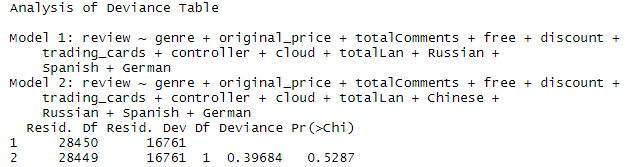 Analysis of Deviance Table
Model 1: review ~ genre + original_price + totalComments + free + discount +
trading_cards + controller + cloud + totalLan + Russian +
Spanish + German
Model 2: review ~ genre + original_price + totalComments + free + discount +
trading_cards + controller + cloud + totalLan + Chinese +
Russian + Spanish + German
Resid. Df Resid. Dev Df Deviance Pr(>Chi)
1 28450 16761
2 28449 16761 1 0.39684 0.5287